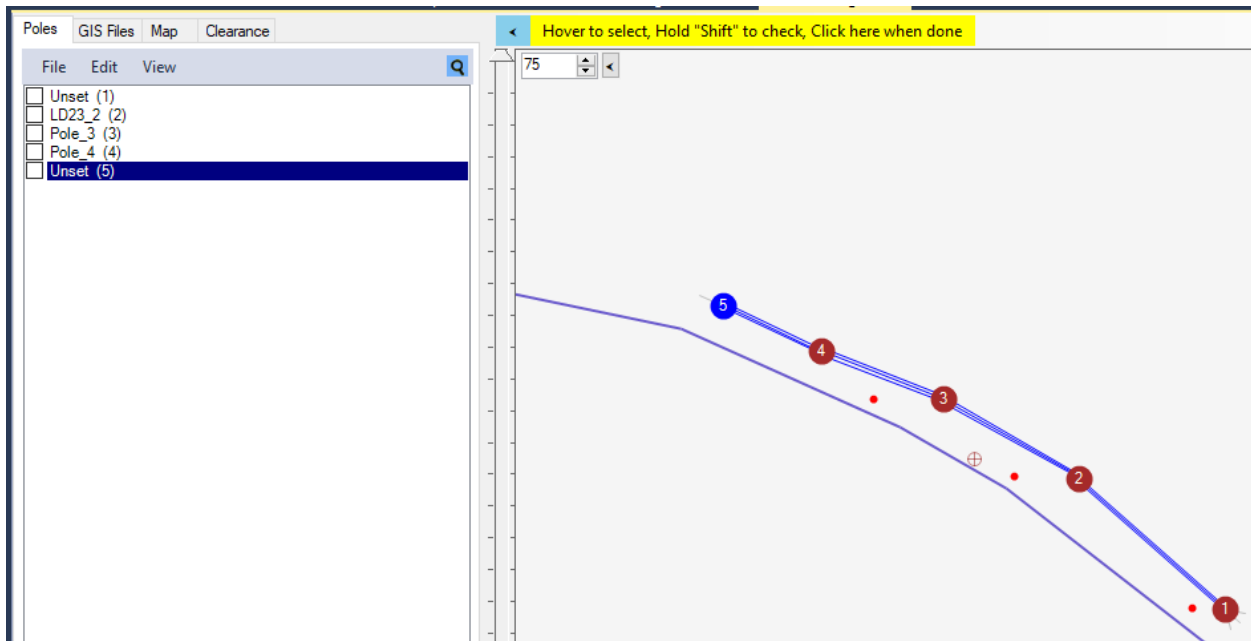 Poles GIS Files Map Clearance
< Hover to select, Hold "Shift" to check, Click here when done
File Edit View
75 <
Unset (1)
LD23_2 (2)
Pole_3 (3)
Pole_4 (4)
Unset (5)
5
4
3
2
1